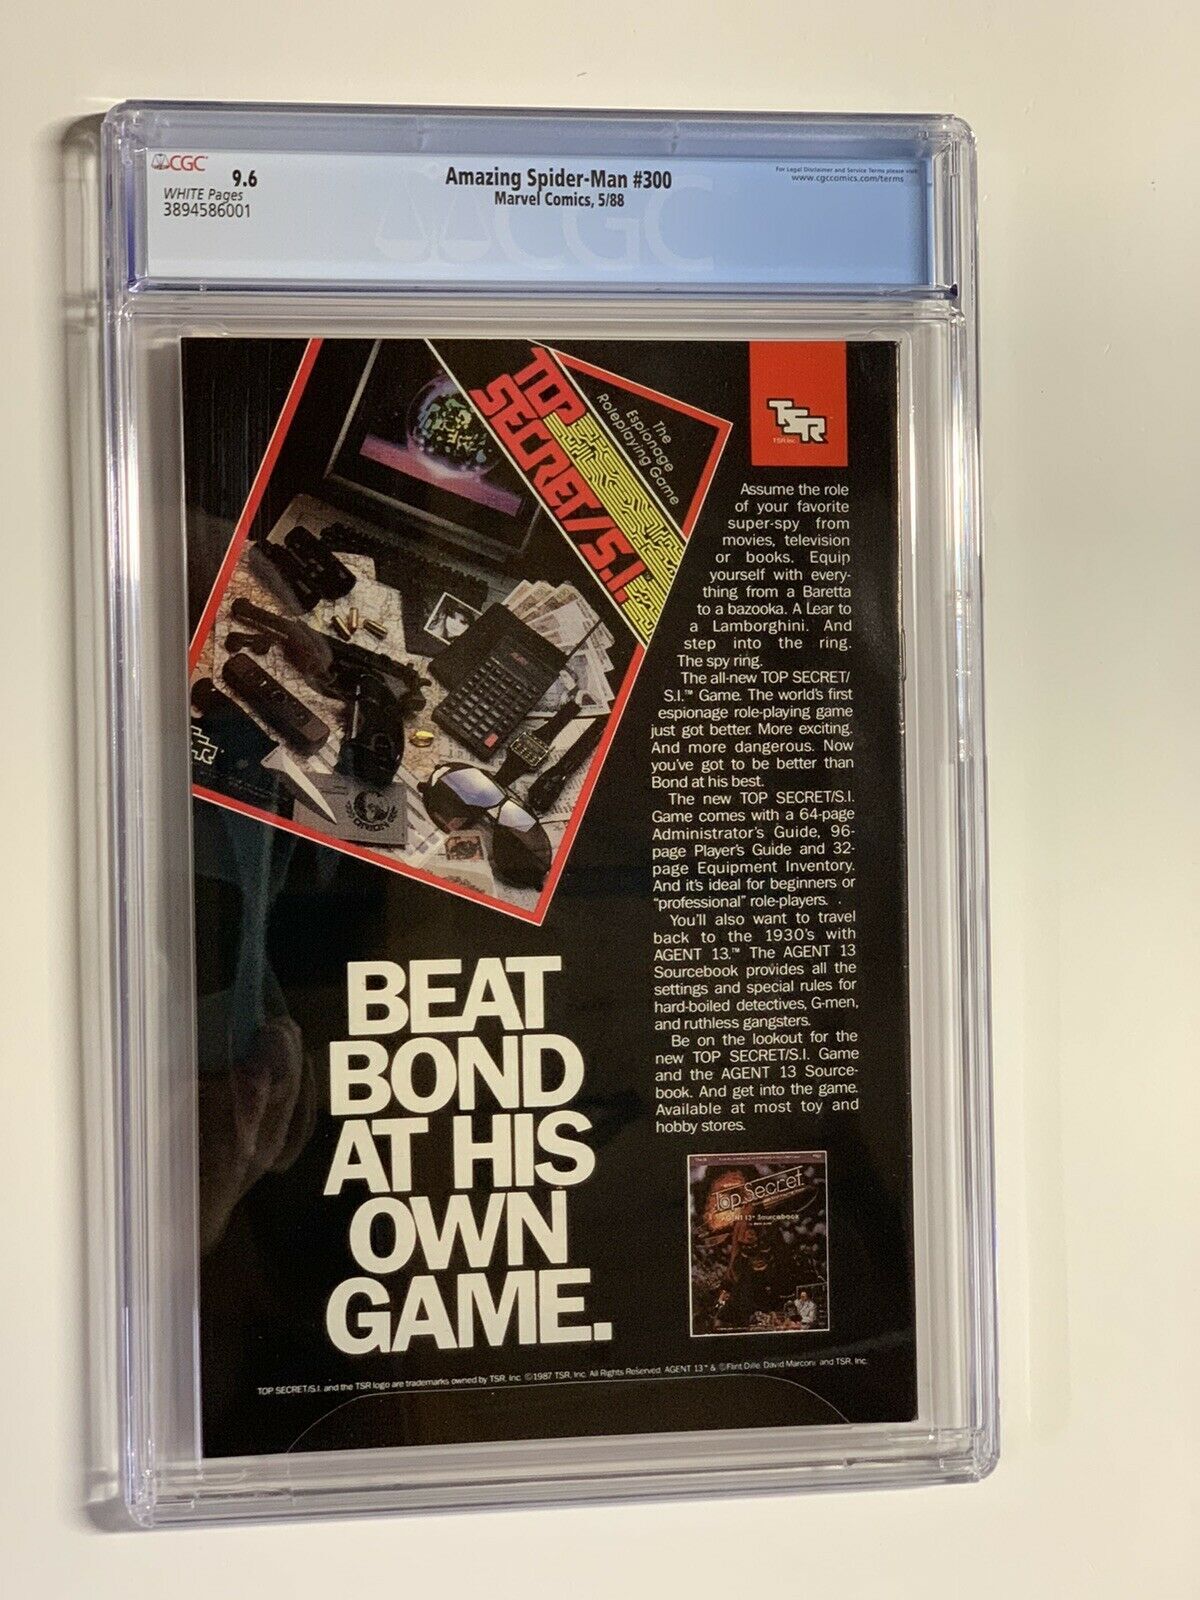 CGC
9.6
WHITE Pages
3894586001
Amazing Spider-Man #300
Marvel Comics, 5/88
For Legal Disclaimer and Service Terms please visit
www.cgccomics.com/terms
CGC
TOP
SECRET/S.I.™
The
Espionage
Roleplaying Game
TSR
TSR, Inc.
Assume the role
of your favorite
super-spy from
movies, television
or books. Equip
yourself with every-
thing from a Baretta
to a bazooka. A Lear to
a Lamborghini. And
step into the ring.
The spy ring.
The all-new TOP SECRET/
S.I.™ Game. The world's first
espionage role-playing game
just got better. More exciting.
And more dangerous. Now
you've got to be better than
Bond at his best.
The new TOP SECRET/S.I.
Game comes with a 64-page
Administrator's Guide, 96-
page Player's Guide and 32-
page Equipment Inventory.
And it's ideal for beginners or
"professional" role-players.
You'll also want to travel
back to the 1930's with
AGENT 13.™ The AGENT 13
Sourcebook provides all the
settings and special rules for
hard-boiled detectives, G-men,
and ruthless gangsters.
Be on the lookout for the
new TOP SECRET/S.I. Game
and the AGENT 13 Source-
book. And get into the game.
Available at most toy and
hobby stores.
ORION
BEAT
BOND
AT HIS
OWN
GAME.
Top Secret
AGENT 13™ Sourcebook
TOP SECRET/S.I. and the TSR logo are trademarks owned by TSR, Inc. ©1987 TSR, Inc. All Rights Reserved. AGENT 13™ & ©Flint Dille, David Marconi and TSR, Inc.